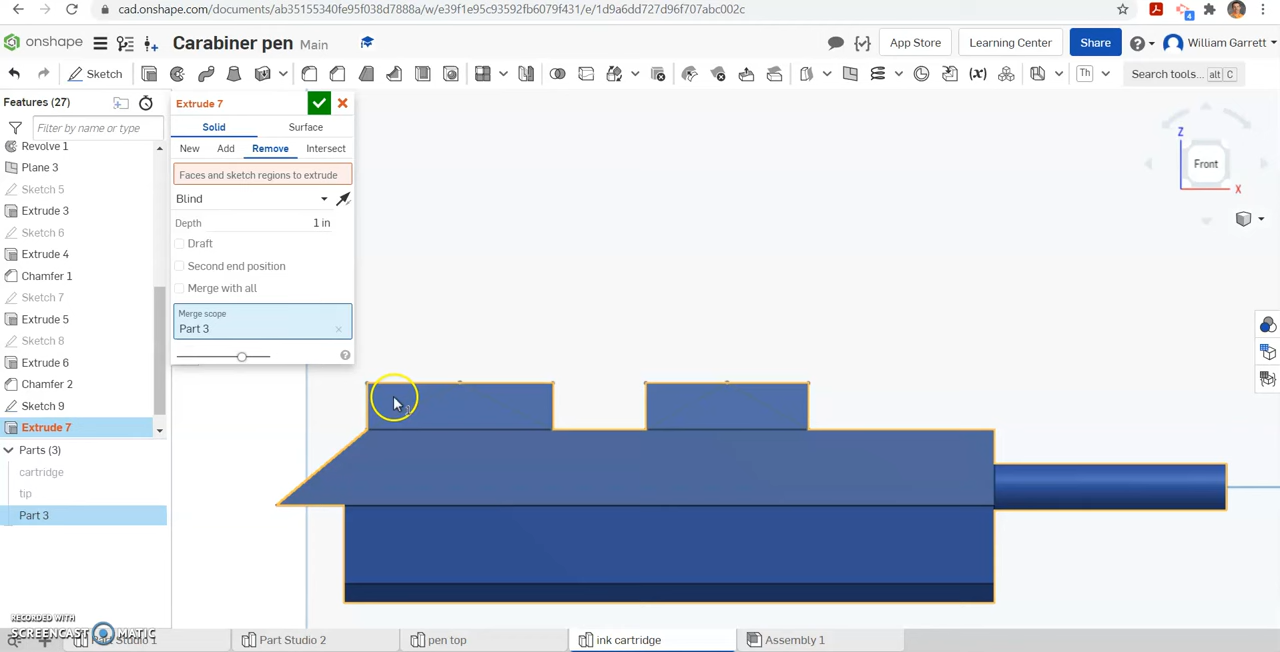 cad.onshape.com/documents/ab35155340fe95f038d7888a/w/e39f1e95c93592fb6079f431/e/1d9a6dd727d96f707abc002c
4
onshape Carabiner pen Main App Store Learning Center Share William Garrett
Sketch (x) Th Search tools... alt C
Features (27)
Filter by name or type
Revolve 1
Plane 3
Sketch 5
Extrude 3
Sketch 6
Extrude 4
Chamfer 1
Sketch 7
Extrude 5
Sketch 8
Extrude 6
Chamfer 2
Sketch 9
Extrude 7
Parts (3)
cartridge
tip
Part 3
Extrude 7
Solid Surface
New Add Remove Intersect
Faces and sketch regions to extrude
Blind
Depth 1 in
Draft
Second end position
Merge with all
Merge scope
Part 3
Z
Front
X
RECORDED WITH
SCREENCAST MATIC
Part Studio 1 Part Studio 2 pen top ink cartridge Assembly 1